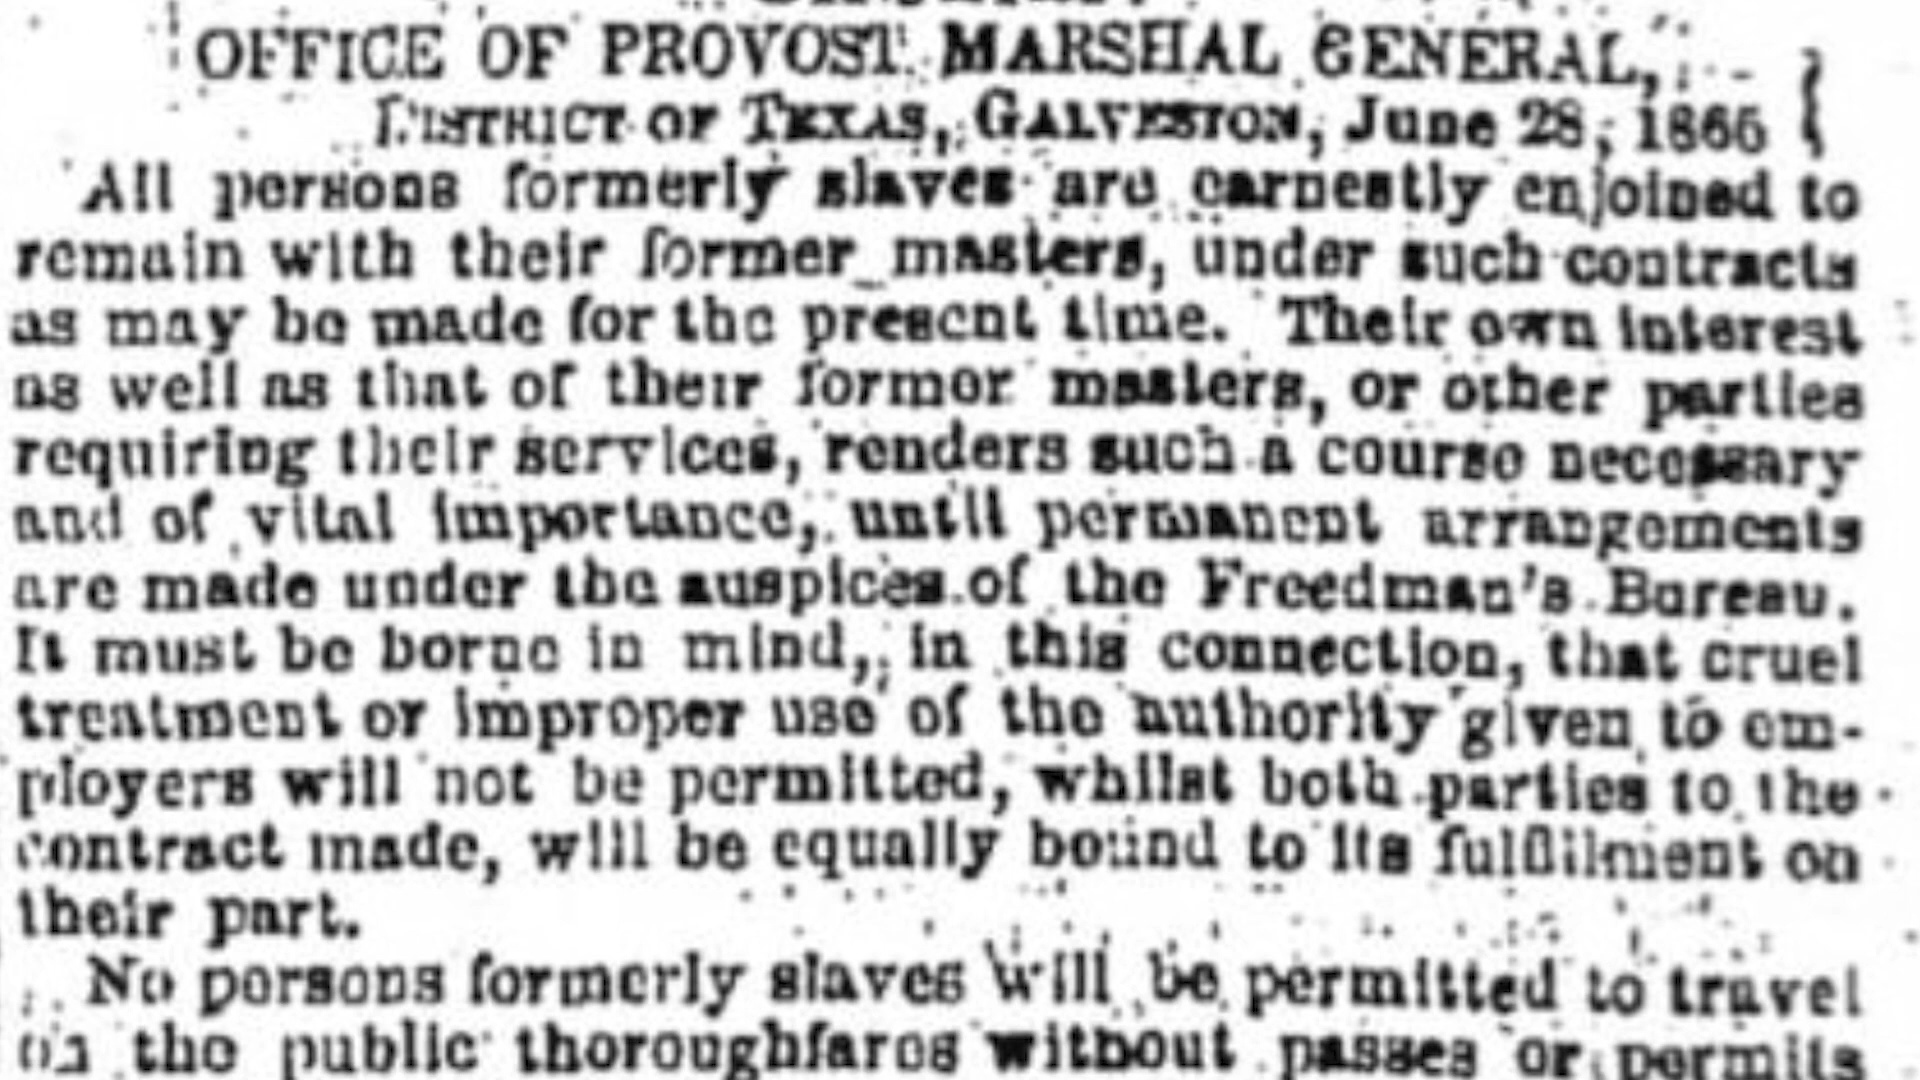 OFFICE OF PROVOST MARSHAL GENERAL,
DISTRICT OF TEXAS, GALVESTON, June 28, 1865
All persons formerly slaves are earnestly enjoined to
remain with their former masters, under such contracts
as may be made for the present time. Their own interest
as well as that of their former masters, or other parties
requiring their services, renders such a course necessary
and of vital importance, until permanent arrangements
are made under the auspices of the Freedman's Bureau.
It must be borne in mind, in this connection, that cruel
treatment or improper use of the authority given to em-
ployers will not be permitted, whilst both parties to the
contract made, will be equally bound to its fulfilment on
their part.
No persons formerly slaves will be permitted to travel
on the public thoroughfares without passes or permits